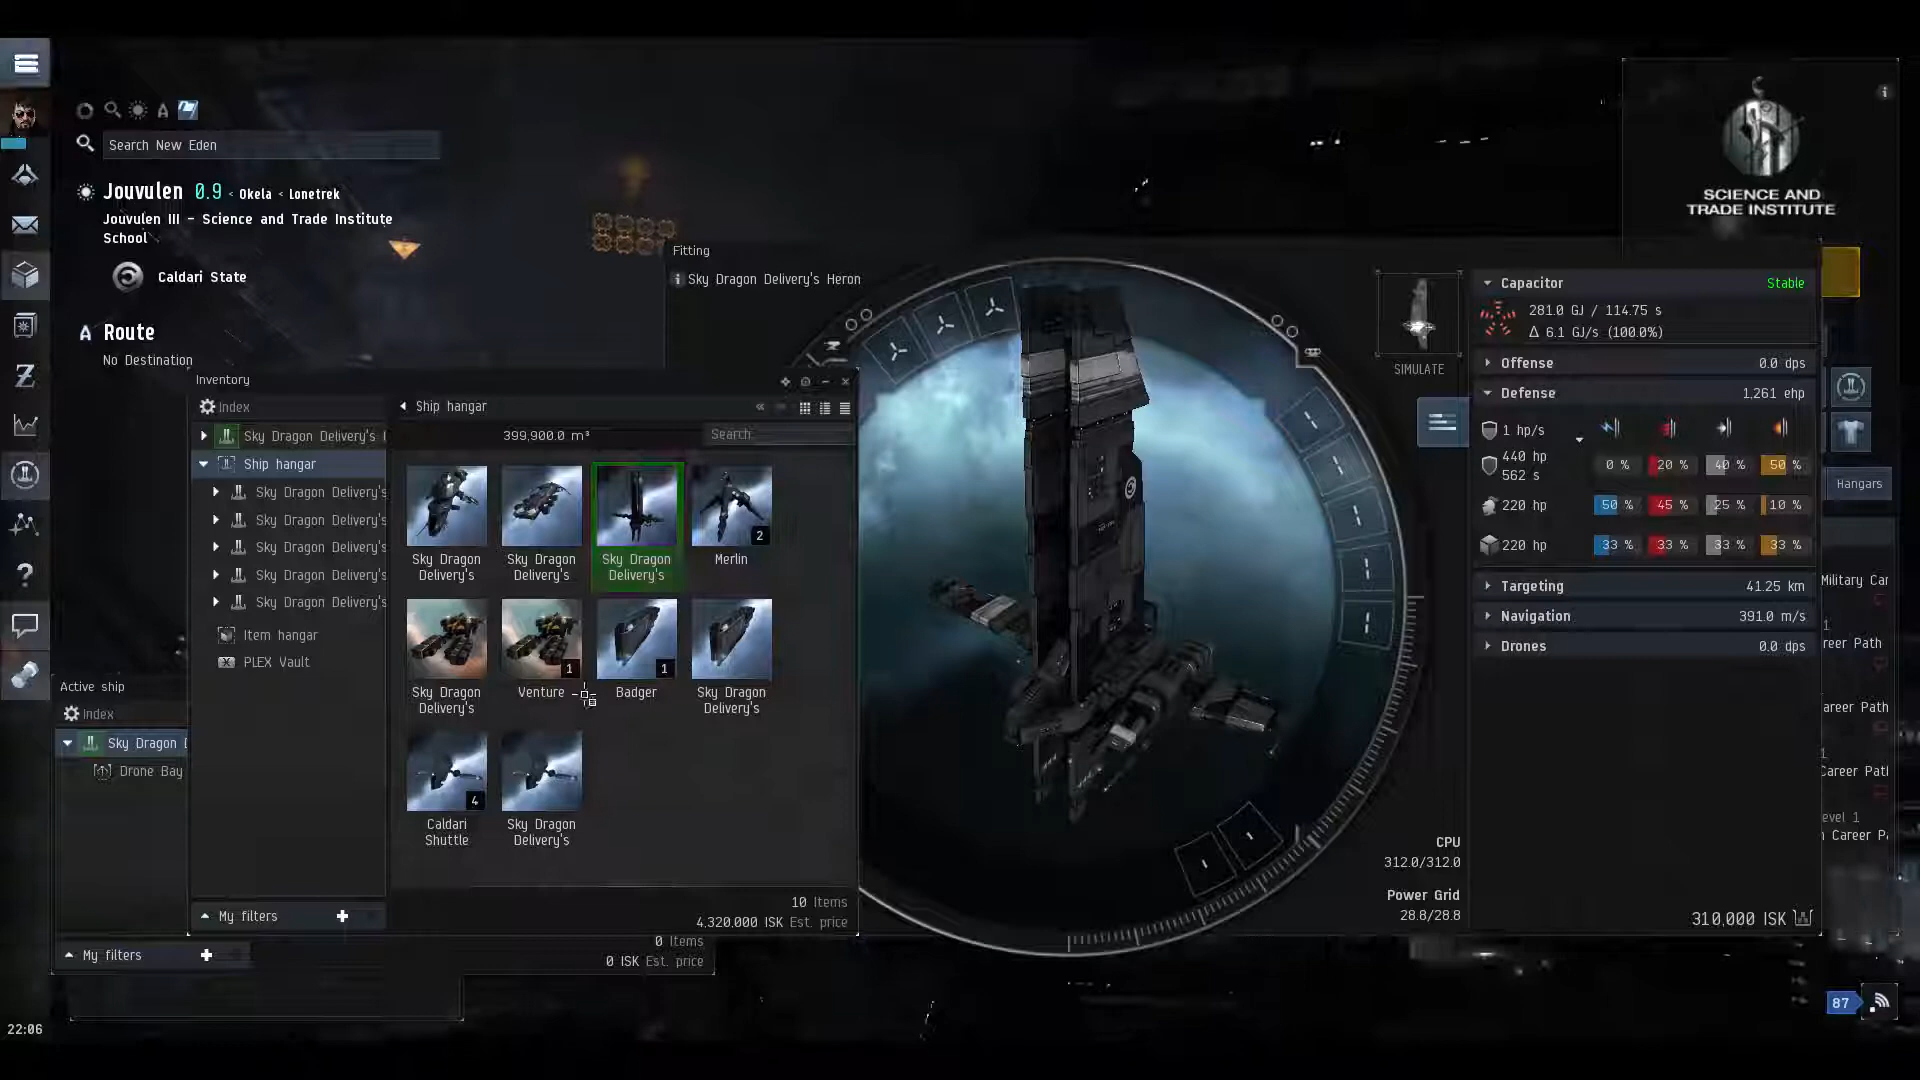 Search New Eden
Jouvulen 0.9 < Okela < Lonetrek
Jouvulen III - Science and Trade Institute
School
Caldari State
A Route
No Destination
SCIENCE AND
TRADE INSTITUTE
Fitting
Sky Dragon Delivery's Heron
SIMULATE
Capacitor Stable
281.0 GJ / 114.75 s
Δ 6.1 GJ/s (100.0%)
Offense 0.0 dps
Defense 1,261 ehp
1 hp/s
440 hp
562 s
0 % 20 % 40 % 50 %
220 hp 50 % 45 % 25 % 10 %
220 hp 33 % 33 % 33 % 33 %
Targeting 41.25 km
Navigation 391.0 m/s
Drones 0.0 dps
Hangars
Military Car
1
reer Path
areer Path
1
Career Path
evel 1
Career P
CPU
312.0/312.0
Power Grid
28.8/28.8
310,000 ISK
Inventory
Index
Sky Dragon Delivery's
Ship hangar
Sky Dragon Delivery's
Sky Dragon Delivery's
Sky Dragon Delivery's
Sky Dragon Delivery's
Sky Dragon Delivery's
Item hangar
PLEX Vault
My filters
Ship hangar
399,900.0 m³
Search
Sky Dragon
Delivery's
Sky Dragon
Delivery's
Sky Dragon
Delivery's
2
Merlin
Sky Dragon
Delivery's
1
Venture
1
Badger
Sky Dragon
Delivery's
4
Caldari
Shuttle
Sky Dragon
Delivery's
10 Items
4.320.000 ISK Est. price
Active ship
Index
Sky Dragon D
Drone Bay
My filters
0 Items
0 ISK Est. price
22:06
87